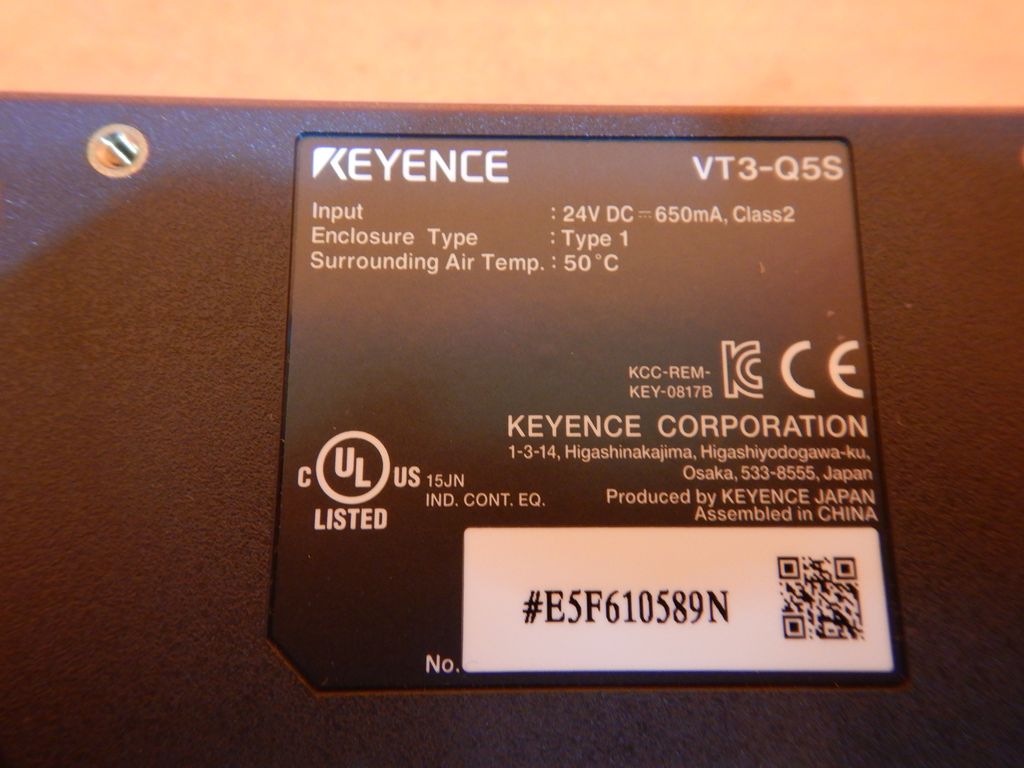 KEYENCE VT3-Q5S
Input : 24V DC ⎓ 650mA, Class2
Enclosure Type : Type 1
Surrounding Air Temp. : 50°C
KCC-REM-
KEY-0817B
KC CE
KEYENCE CORPORATION
1-3-14, Higashinakajima, Higashiyodogawa-ku,
Osaka, 533-8555, Japan
Produced by KEYENCE JAPAN
Assembled in CHINA
C UL US 15JN
IND. CONT. EQ.
LISTED
#E5F610589N
No.